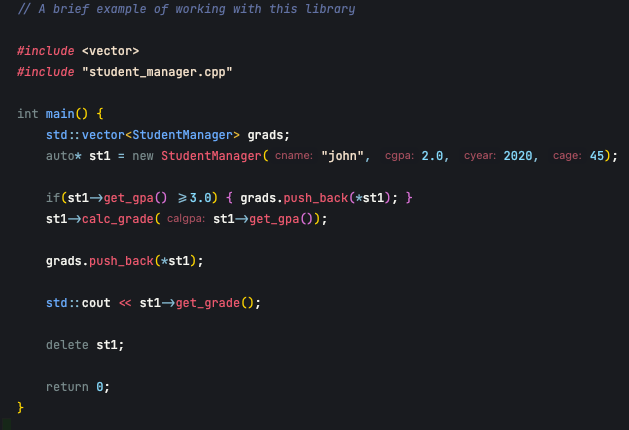 // A brief example of working with this library
#include <vector>
#include "student_manager.cpp"
int main() {
std::vector<StudentManager> grads;
auto* st1 = new StudentManager( cname: "john", cgpa: 2.0, cyear: 2020, cage: 45);
if(st1->get_gpa() >=3.0) { grads.push_back(*st1); }
st1->calc_grade( calgpa: st1->get_gpa());
grads.push_back(*st1);
std::cout << st1->get_grade();
delete st1;
return 0;
}